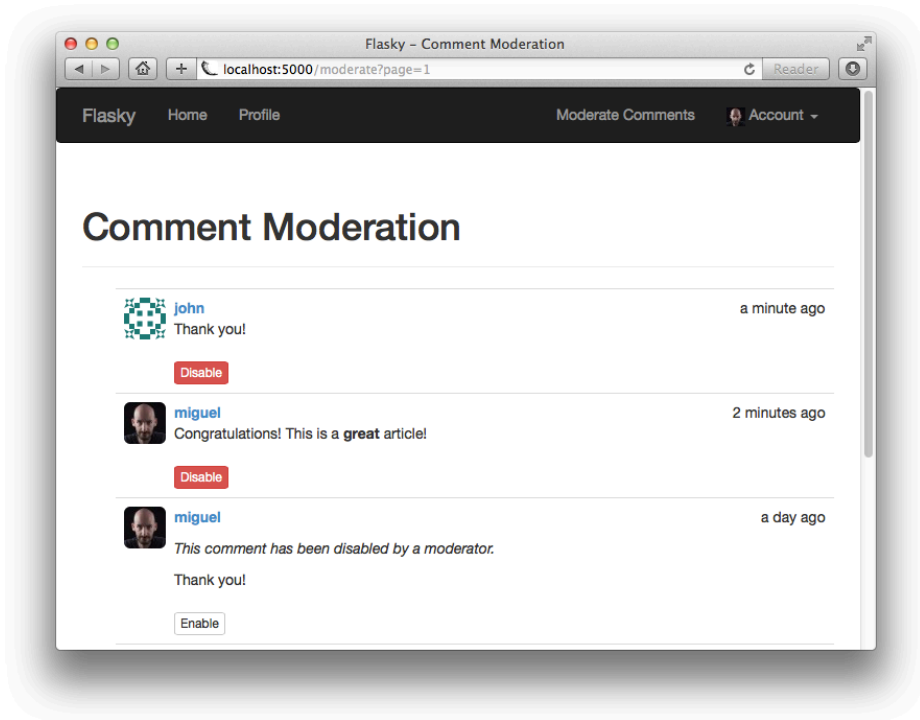 Flasky – Comment Moderation
localhost:5000/moderate?page=1
Reader
Flasky Home Profile Moderate Comments Account
Comment Moderation
john a minute ago
Thank you!
Disable
miguel 2 minutes ago
Congratulations! This is a great article!
Disable
miguel a day ago
This comment has been disabled by a moderator.
Thank you!
Enable